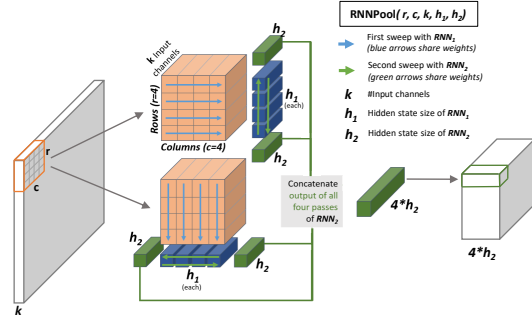 RNNPool( r, c, k, h1, h2)
First sweep with RNN1
(blue arrows share weights)
Second sweep with RNN2
(green arrows share weights)
k #Input channels
h1 Hidden state size of RNN1
h2 Hidden state size of RNN2
k Input
channels
Rows (r=4)
Columns (c=4)
h2
h1
(each)
h2
r
c
k
h2
h2
h1
(each)
Concatenate
output of all
four passes
of RNN2
4*h2
4*h2